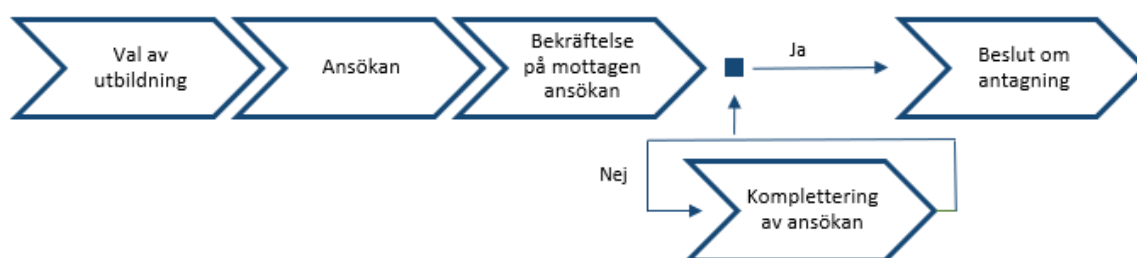 Val av
utbildning
Ansökan
Bekräftelse
på mottagen
ansökan
Ja
Beslut om
antagning
Nej
Komplettering
av ansökan